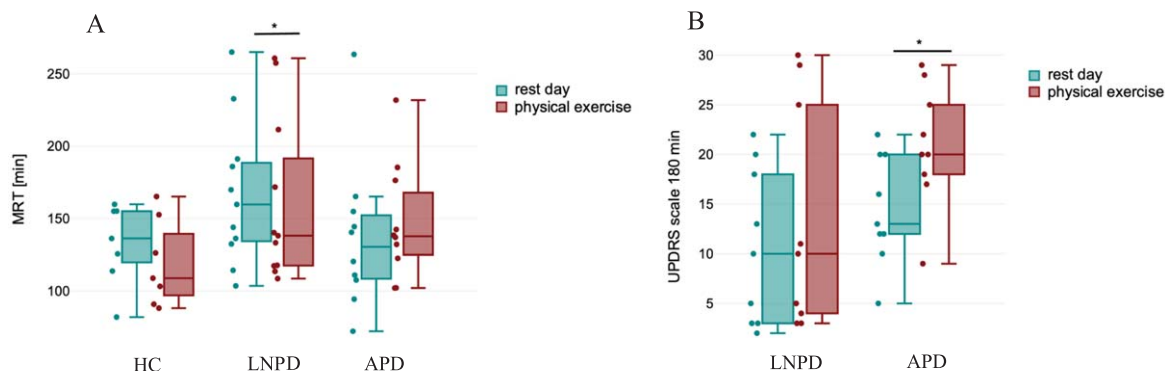 A
*
MRT [min]
250
200
150
100
HC
LNPD
APD
rest day
physical exercise
B
*
UPDRS scale 180 min
30
25
20
15
10
5
LNPD
APD
rest day
physical exercise